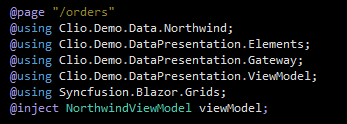 @page "/orders"
@using Clio.Demo.Data.Northwind;
@using Clio.Demo.DataPresentation.Elements;
@using Clio.Demo.DataPresentation.Gateway;
@using Clio.Demo.DataPresentation.ViewModel;
@using Syncfusion.Blazor.Grids;
@inject NorthwindViewModel viewModel;